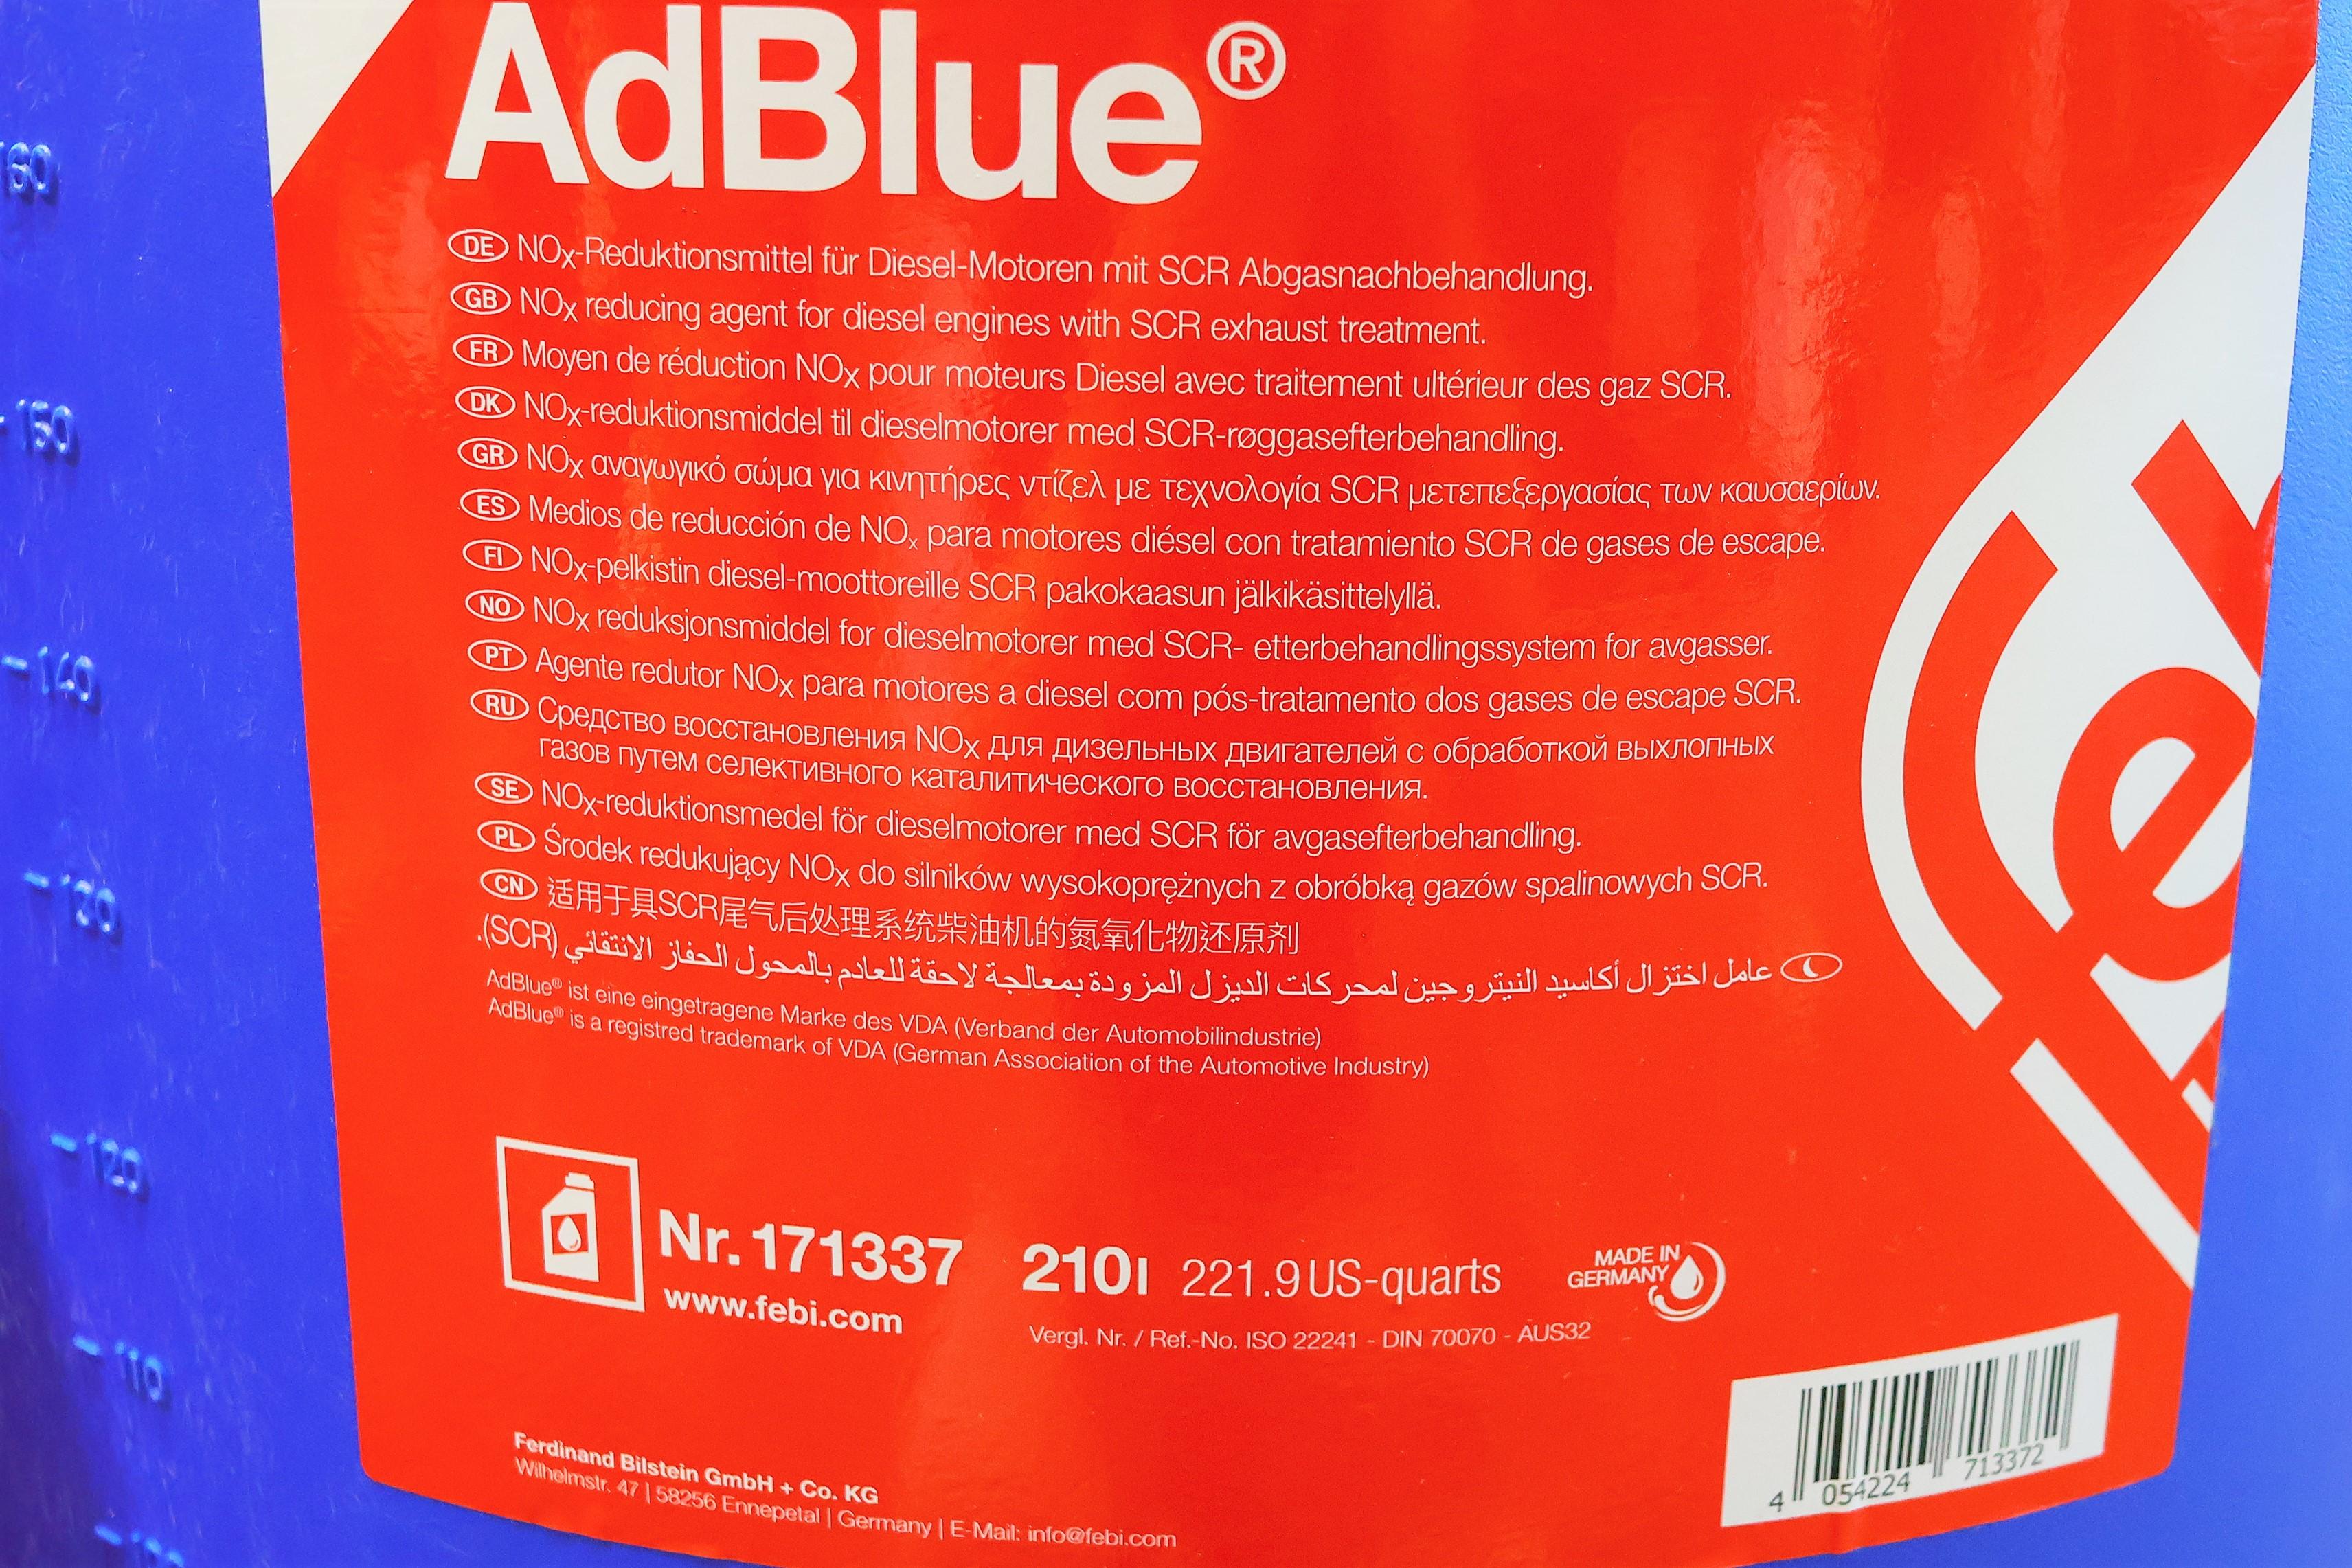 AdBlue®
DE NOx-Reduktionsmittel für Diesel-Motoren mit SCR Abgasnachbehandlung.
GB NOx reducing agent for diesel engines with SCR exhaust treatment.
FR Moyen de réduction NOx pour moteurs Diesel avec traitement ultérieur des gaz SCR.
DK NOx-reduktionsmiddel til dieselmotorer med SCR-røggasefterbehandling.
GR NOx αναγωγικό σώμα για κινητήρες ντίζελ με τεχνολογία SCR μετεπεξεργασίας των καυσαερίων.
ES Medios de reducción de NOx para motores diésel con tratamiento SCR de gases de escape.
FI NOx-pelkistin diesel-moottoreille SCR pakokaasun jälkikäsittelyllä.
NO NOx reduksjonsmiddel for dieselmotorer med SCR- etterbehandlingssystem for avgasser.
PT Agente redutor NOx para motores a diesel com pós-tratamento dos gases de escape SCR.
RU Средство восстановления NOx для дизельных двигателей с обработкой выхлопных
газов путем селективного каталитического восстановления.
SE NOx-reduktionsmedel för dieselmotorer med SCR för avgasefterbehandling.
PL Środek redukujący NOx do silników wysokoprężnych z obróbką gazów spalinowych SCR.
CN 适用于具SCR尾气后处理系统柴油机的氮氧化物还原剂
عامل اختزال أكاسيد النيتروجين لمحركات الديزل المزودة بمعالجة لاحقة للعادم بالمحول الحفاز الانتقائي (SCR).
AdBlue® ist eine eingetragene Marke des VDA (Verband der Automobilindustrie)
AdBlue® is a registred trademark of VDA (German Association of the Automotive Industry)
Nr. 171337 210l 221.9 US-quarts
MADE IN
GERMANY
www.febi.com
Vergl. Nr. / Ref.-No. ISO 22241 - DIN 70070 - AUS32
Ferdinand Bilstein GmbH + Co. KG
Wilhelmstr. 47 | 58256 Ennepetal | Germany | E-Mail: info@febi.com
4 054224 713372
160
150
140
130
120
110
fe